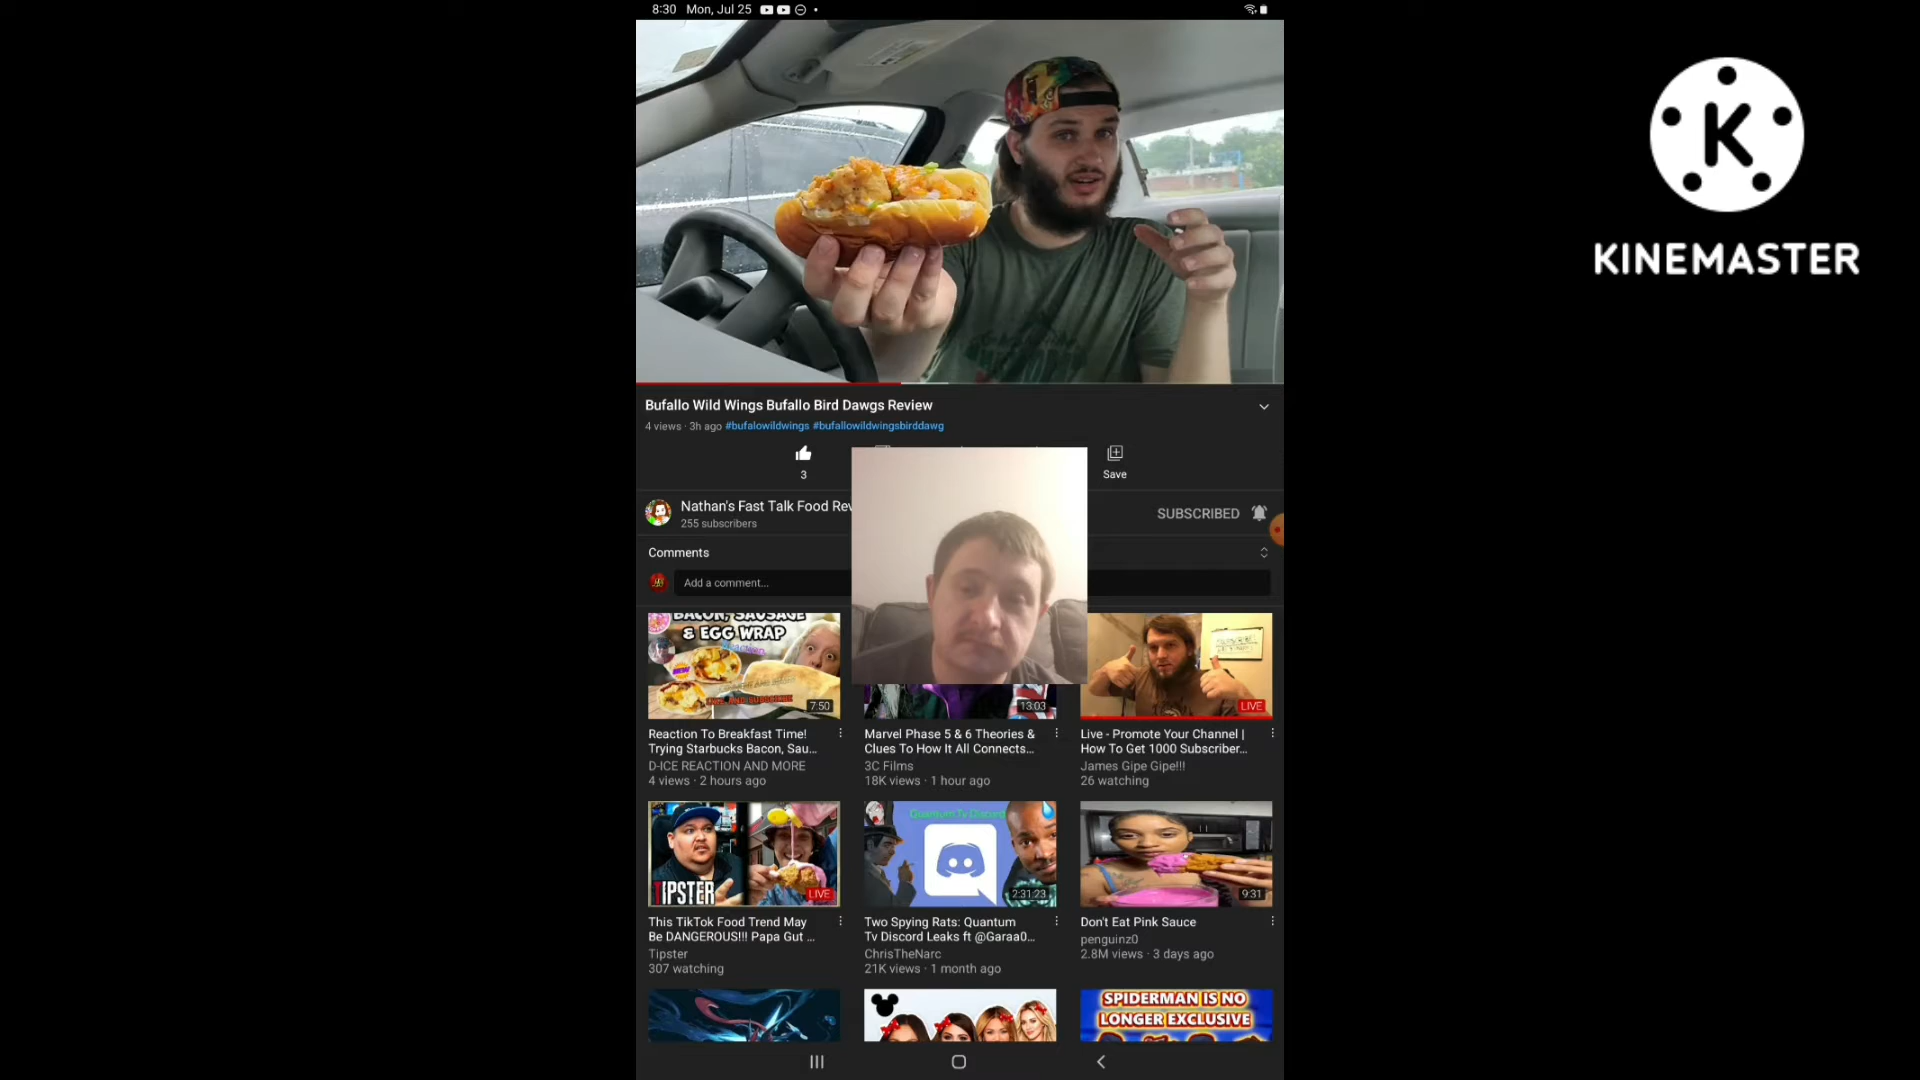 8:30 Mon, Jul 25
K
KINEMASTER
Bufallo Wild Wings Bufallo Bird Dawgs Review
4 views · 3h ago #bufalowildwings #bufallowildwingsbirddawg
3
Save
Nathan's Fast Talk Food Rev
255 subscribers
SUBSCRIBED
Comments
Add a comment...
BACON, SAUSAGE
& EGG WRAP
Reaction
7:50
13:03
LIVE
Reaction To Breakfast Time!
Trying Starbucks Bacon, Sau...
D-ICE REACTION AND MORE
4 views · 2 hours ago
Marvel Phase 5 & 6 Theories &
Clues To How It All Connects...
3C Films
18K views · 1 hour ago
Live - Promote Your Channel |
How To Get 1000 Subscriber...
James Gipe Gipe!!!
26 watching
TIPSTER
LIVE
Quantum Tv Discord
2:31:23
9:31
This TikTok Food Trend May
Be DANGEROUS!!! Papa Gut ...
Tipster
307 watching
Two Spying Rats: Quantum
Tv Discord Leaks ft @Garaa0...
ChrisTheNarc
21K views · 1 month ago
Don't Eat Pink Sauce
penguinz0
2.8M views · 3 days ago
SPIDERMAN IS NO
LONGER EXCLUSIVE